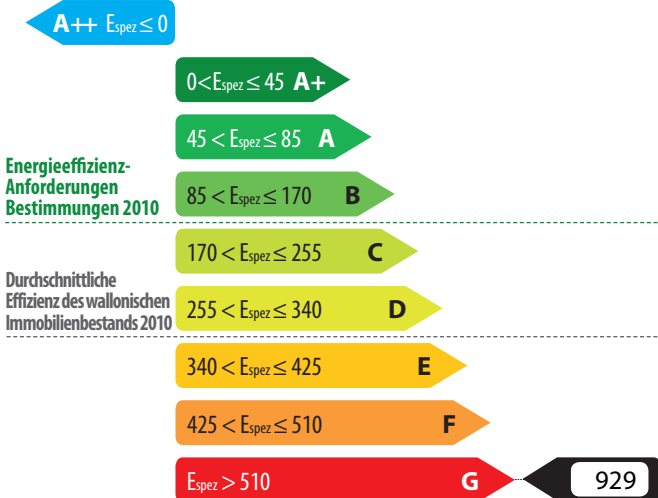 A++ Espez ≤ 0
0<Espez ≤ 45 A+
45 < Espez ≤ 85 A
Energieeffizienz-
Anforderungen
Bestimmungen 2010
85 < Espez ≤ 170 B
170 < Espez ≤ 255 C
Durchschnittliche
Effizienz des wallonischen
Immobilienbestands 2010
255 < Espez ≤ 340 D
340 < Espez ≤ 425 E
425 < Espez ≤ 510 F
Espez > 510 G
929